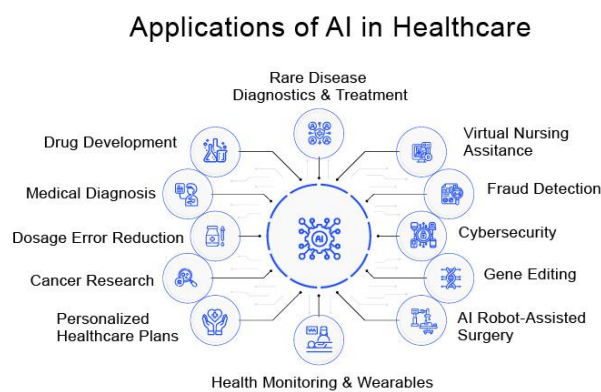 Applications of AI in Healthcare
Rare Disease
Diagnostics & Treatment
Drug Development
Virtual Nursing
Assitance
Medical Diagnosis
Fraud Detection
Dosage Error Reduction
AI
Cybersecurity
Cancer Research
Gene Editing
Personalized
Healthcare Plans
AI Robot-Assisted
Surgery
Health Monitoring & Wearables